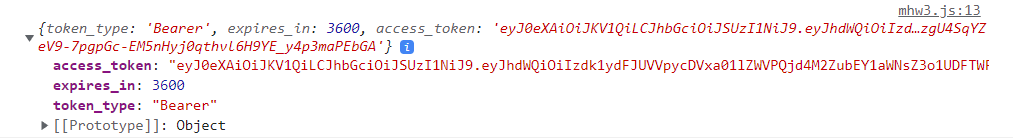 mhw3.js:13
{token_type: 'Bearer', expires_in: 3600, access_token: 'eyJ0eXAiOiJKV1QiLCJhbGciOiJSUzI1NiJ9.eyJhdWQiOiIzd…zgU4SqYZ
eV9-7pgpGc-EM5nHyj0qthvl6H9YE_y4p3maPEbGA'}
access_token: "eyJ0eXAiOiJKV1QiLCJhbGciOiJSUzI1NiJ9.eyJhdWQiOiIzdk1ydFJUVVpycDVxa01lZWVPQjd4M2ZubEY1aWNsZ3o1UDFTWF
expires_in: 3600
token_type: "Bearer"
[[Prototype]]: Object